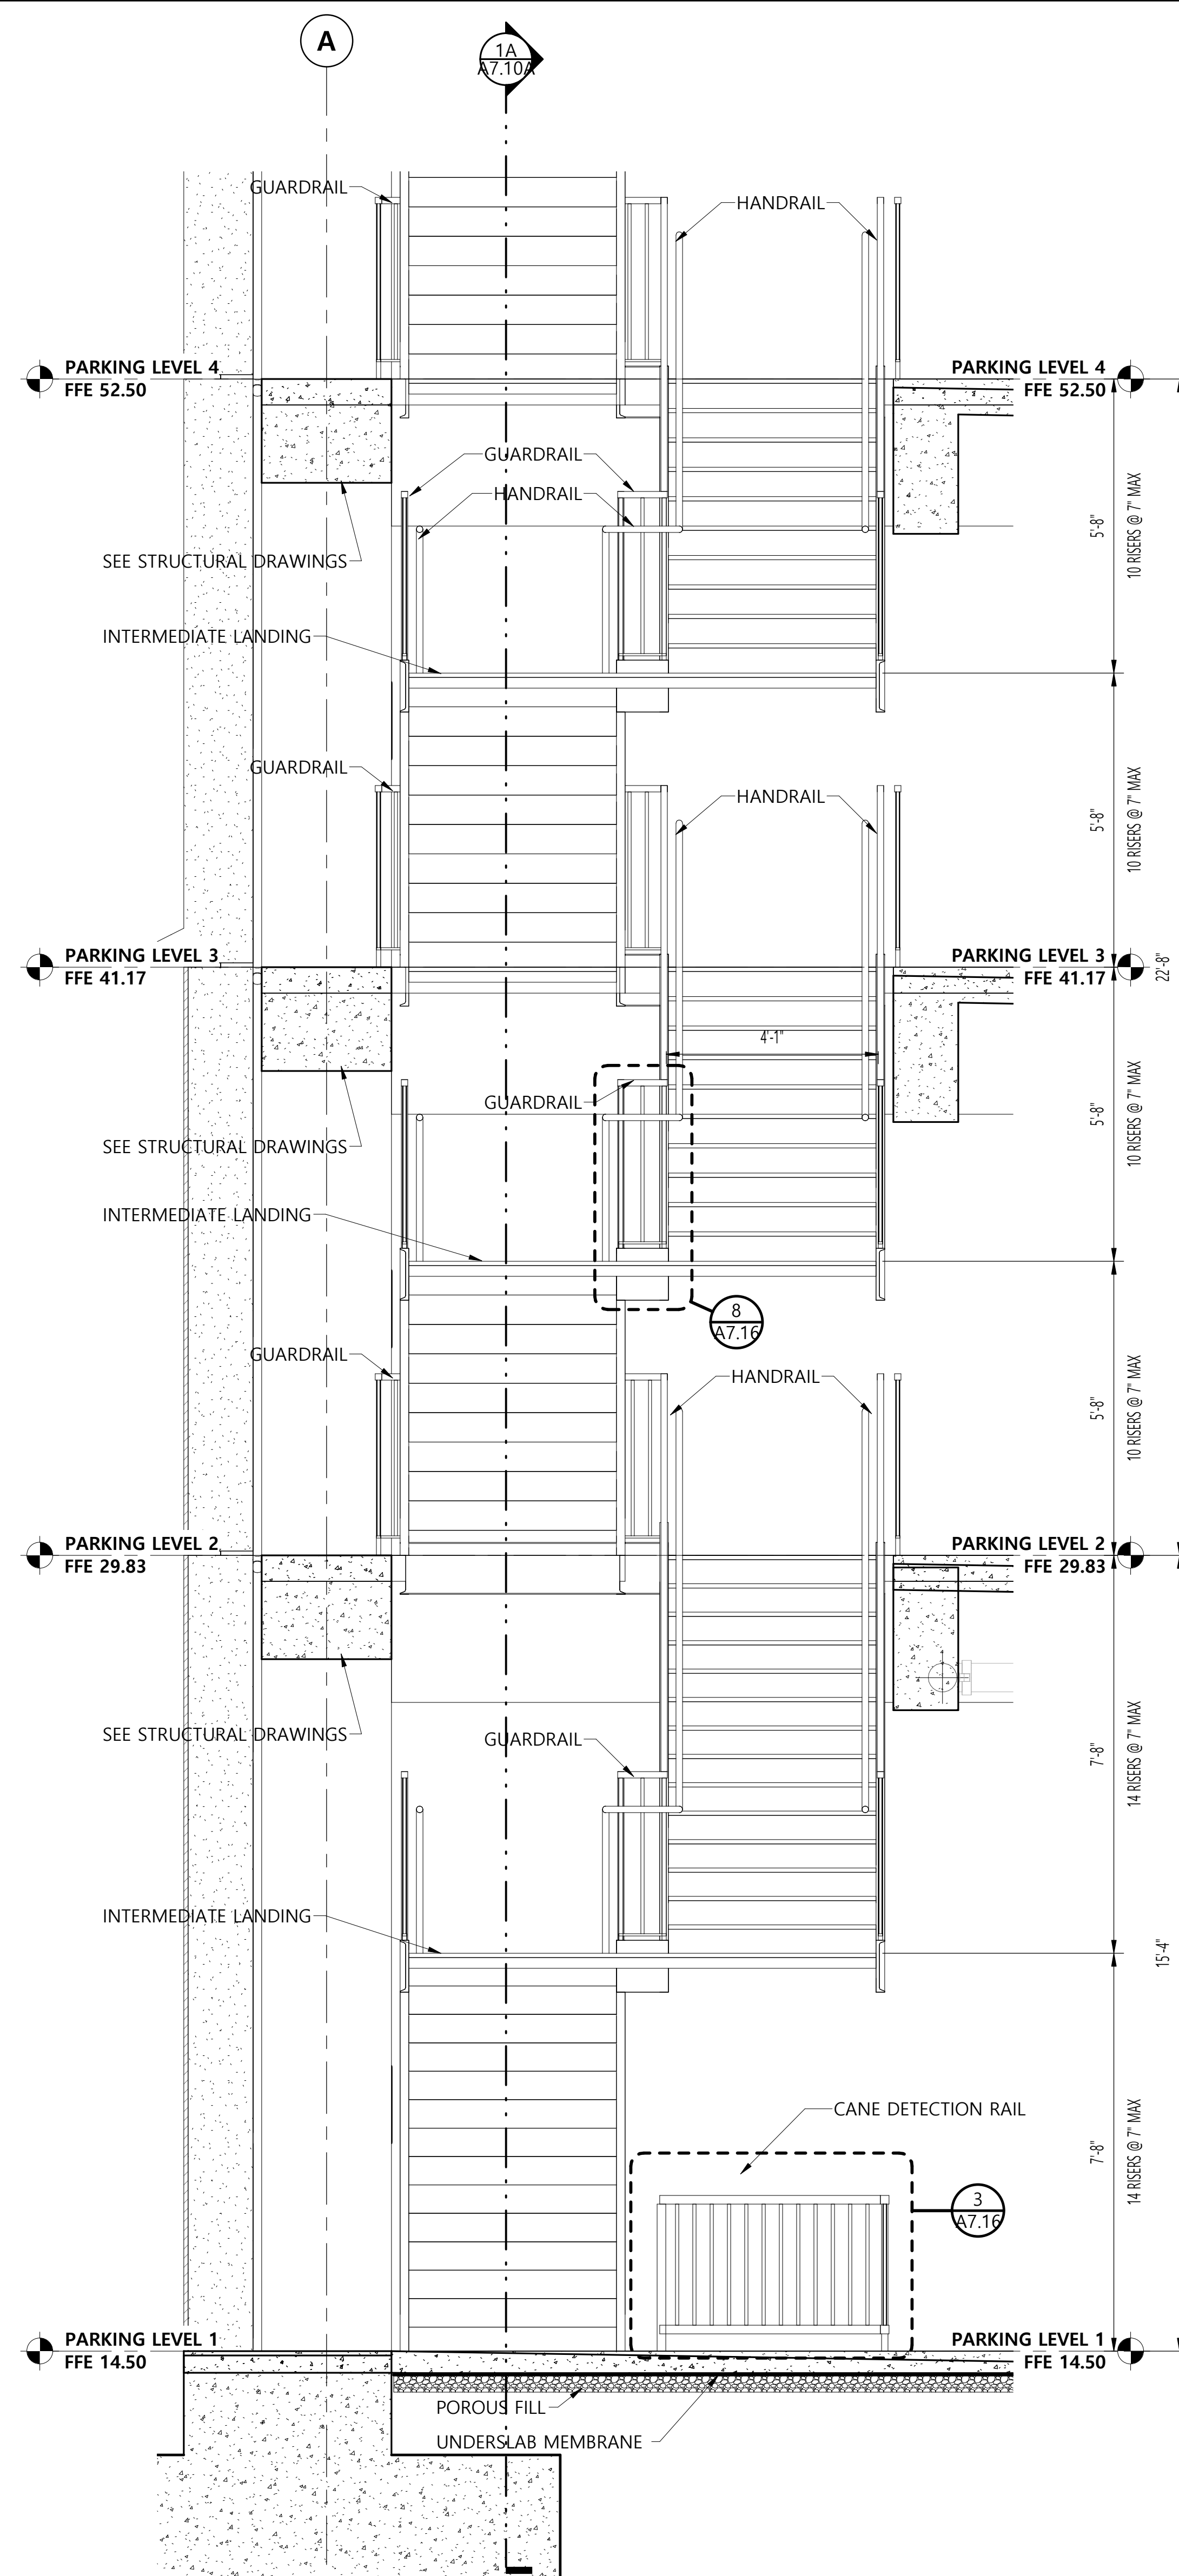 A
1A
A7.10A
GUARDRAIL
HANDRAIL
PARKING LEVEL 4
FFE 52.50
PARKING LEVEL 4
FFE 52.50
GUARDRAIL
HANDRAIL
5'-8"
10 RISERS @ 7" MAX
SEE STRUCTURAL DRAWINGS
INTERMEDIATE LANDING
GUARDRAIL
HANDRAIL
5'-8"
10 RISERS @ 7" MAX
PARKING LEVEL 3
FFE 41.17
PARKING LEVEL 3
FFE 41.17
22'-8"
4'-1"
GUARDRAIL
5'-8"
10 RISERS @ 7" MAX
SEE STRUCTURAL DRAWINGS
INTERMEDIATE LANDING
8
A7.16
GUARDRAIL
HANDRAIL
5'-8"
10 RISERS @ 7" MAX
PARKING LEVEL 2
FFE 29.83
PARKING LEVEL 2
FFE 29.83
SEE STRUCTURAL DRAWINGS
GUARDRAIL
7'-8"
14 RISERS @ 7" MAX
INTERMEDIATE LANDING
15'-4"
CANE DETECTION RAIL
7'-8"
14 RISERS @ 7" MAX
3
A7.16
PARKING LEVEL 1
FFE 14.50
PARKING LEVEL 1
FFE 14.50
POROUS FILL
UNDERSLAB MEMBRANE